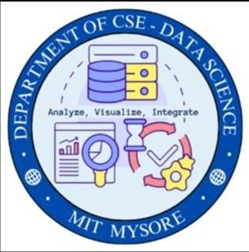 DEPARTMENT OF CSE - DATA SCIENCE
Analyze, Visualize, Integrate
MIT MYSORE